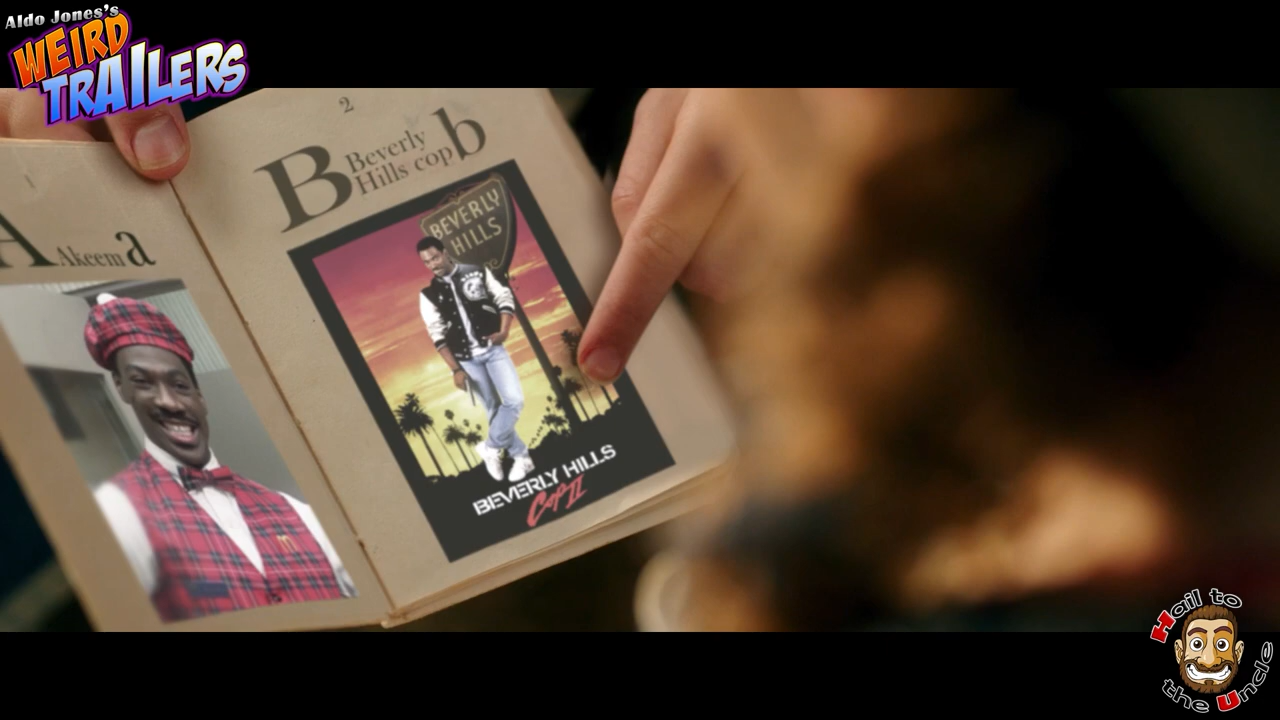 Aldo Jones's
WEIRD
TRAILERS
1
A Akeem a
2
B Beverly
Hills cop b
BEVERLY
HILLS
BEVERLY HILLS
Cop II
Hail to
the Uncle